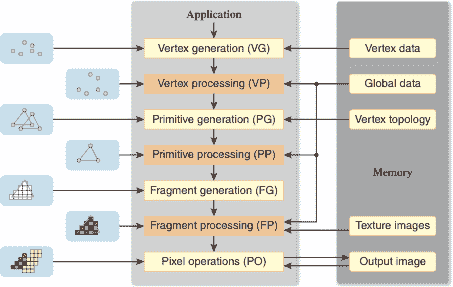 Application
Vertex generation (VG)
Vertex data
Vertex processing (VP)
Global data
Primitive generation (PG)
Vertex topology
Primitive processing (PP)
Memory
Fragment generation (FG)
Fragment processing (FP)
Texture images
Pixel operations (PO)
Output image